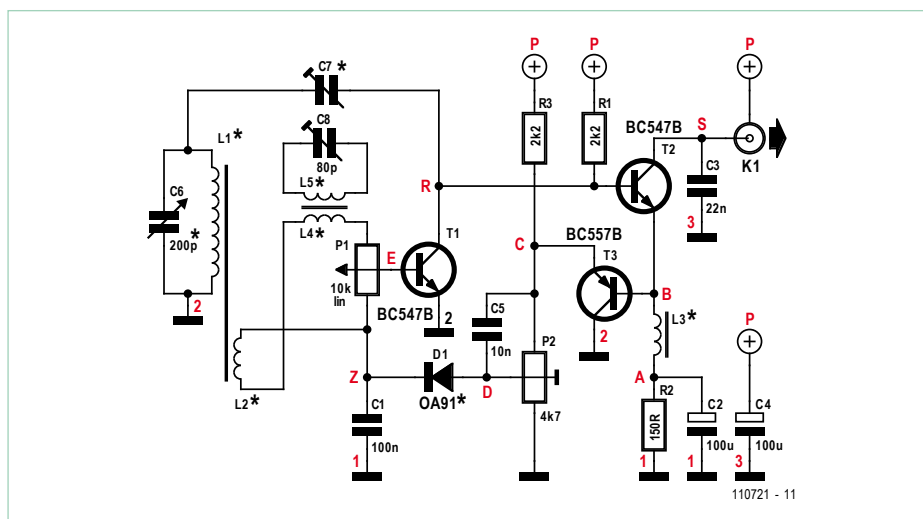 P
P
P
C7 *
R3
R1
C8
BC547B
S
L1*
2k2
2k2
T2
K1
80p
C3
L5*
R
22n
C6
3
L4*
BC557B
200p *
P1
E
T1
C
T3
B
10k
lin
C5
L3*
P
2
BC547B
2
2
10n
P2
D1
Z
D
A
OA91*
R2
C2
C4
L2*
C1
4k7
150R
100n
100u
100u
1
1
1
3
110721 - 11